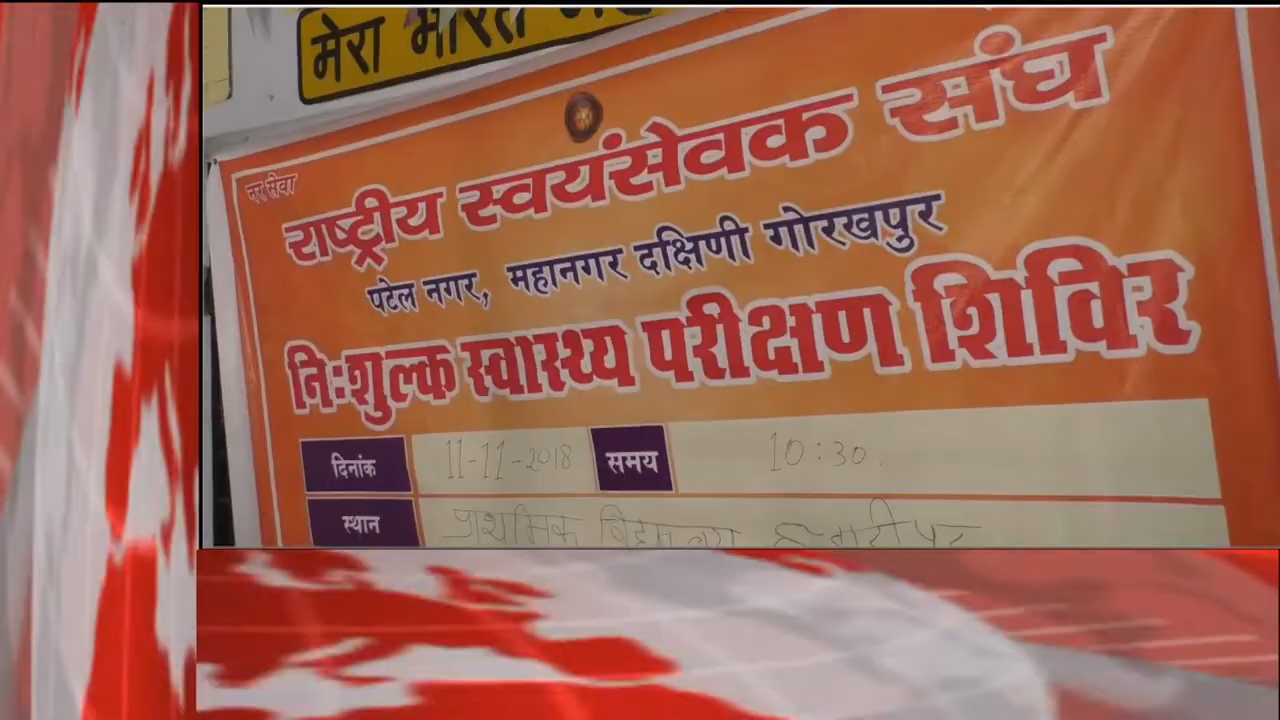 मेरा भारत
नर सेवा
राष्ट्रीय स्वयंसेवक संघ
पटेल नगर, महानगर दक्षिणी गोरखपुर
निःशुल्क स्वास्थ्य परीक्षण शिविर
दिनांक 11-11-2018 समय 10:30
स्थान प्राथमिक